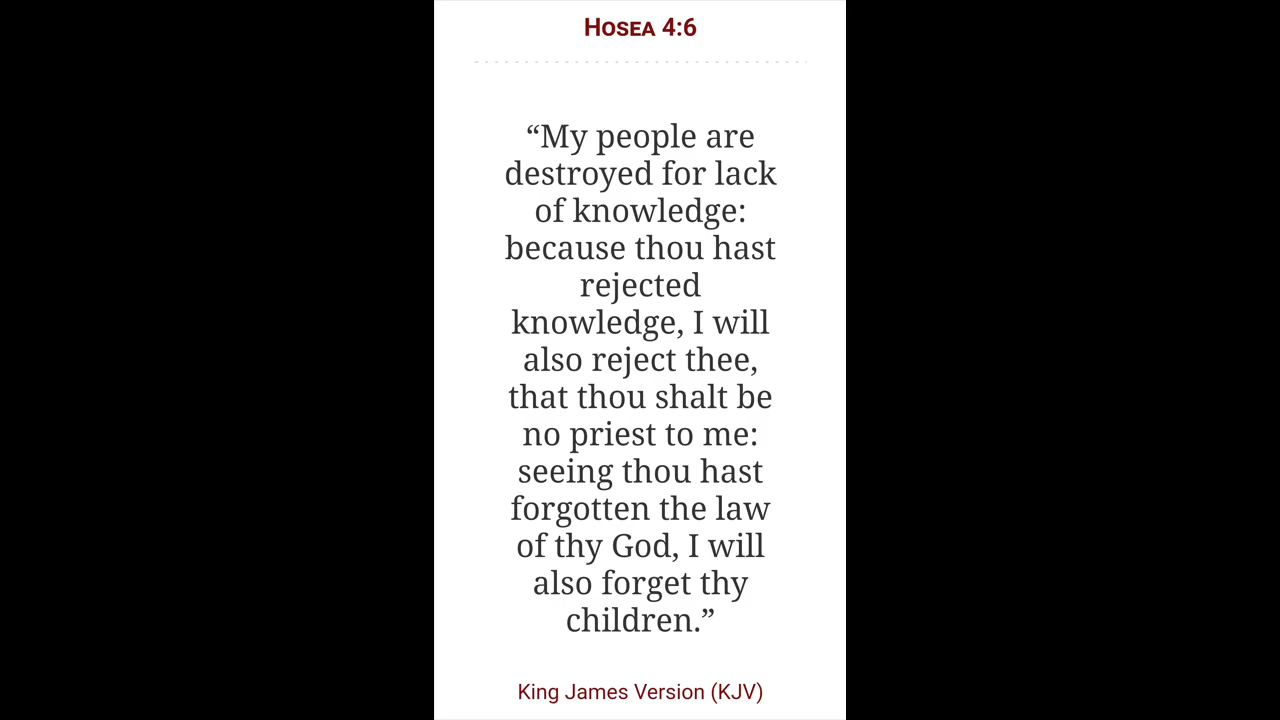 Hosea 4:6
“My people are
destroyed for lack
of knowledge:
because thou hast
rejected
knowledge, I will
also reject thee,
that thou shalt be
no priest to me:
seeing thou hast
forgotten the law
of thy God, I will
also forget thy
children.”
King James Version (KJV)